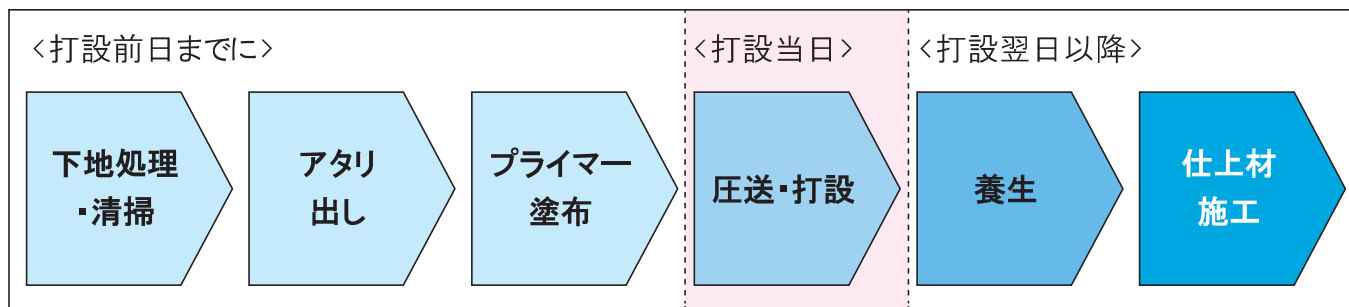 <打設前日までに>
<打設当日>
<打設翌日以降>
下地処理
・清掃
アタリ
出し
プライマー
塗布
圧送・打設
養生
仕上材
施工